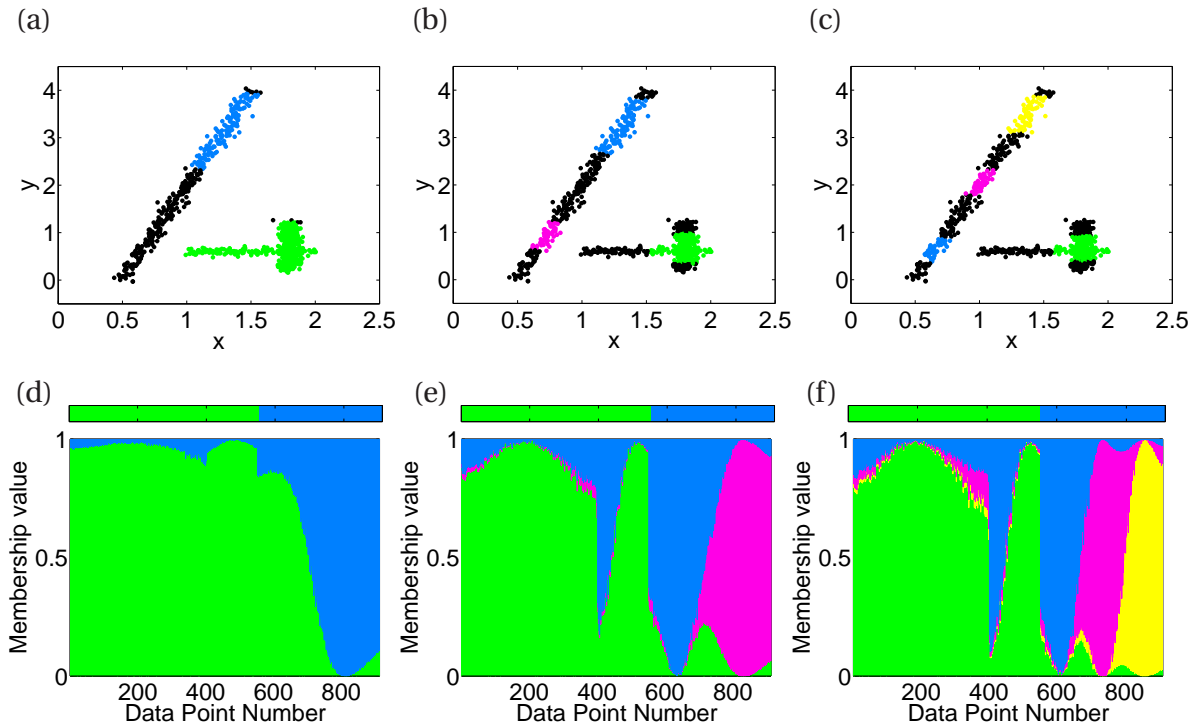 (a) (b) (c)
4 4 4
3 3 3
y 2 y 2 y 2
1 1 1
0 0 0
0 0.5 1 1.5 2 2.5 0 0.5 1 1.5 2 2.5 0 0.5 1 1.5 2 2.5
x x x
(d) (e) (f)
1 1 1
Membership value Membership value Membership value
0.5 0.5 0.5
0 0 0
200 400 600 800 200 400 600 800 200 400 600 800
Data Point Number Data Point Number Data Point Number